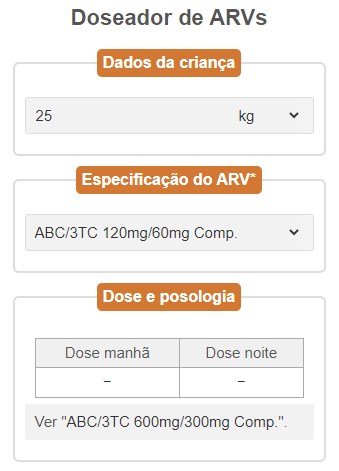 Doseador de ARVs
Dados da criança
25 kg
Especificação do ARV*
ABC/3TC 120mg/60mg Comp.
Dose e posologia
Dose manhã Dose noite
– –
Ver "ABC/3TC 600mg/300mg Comp.".